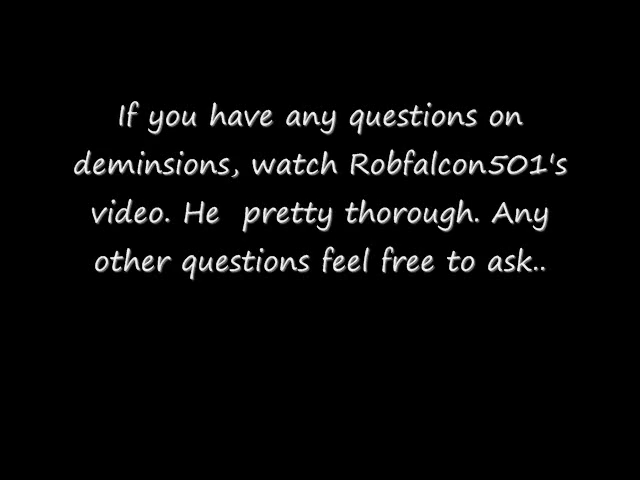 If you have any questions on
deminsions, watch Robfalcon501's
video. He  pretty thorough. Any
other questions feel free to ask..